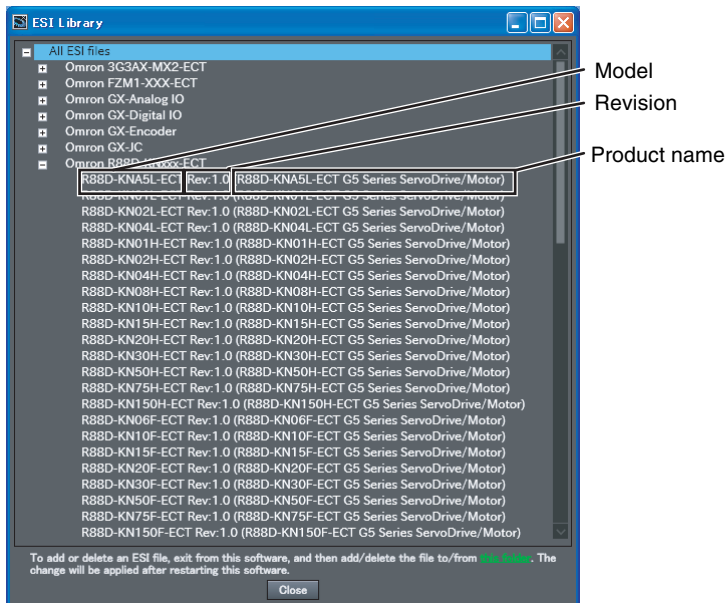 ESI Library
All ESI files
Omron 3G3AX-MX2-ECT
Omron FZM1-XXX-ECT
Omron GX-Analog IO
Omron GX-Digital IO
Omron GX-Encoder
Omron GX-JC
Omron R88D-KNxxx-ECT
R88D-KNA5L-ECT Rev:1.0 (R88D-KNA5L-ECT G5 Series ServoDrive/Motor)
R88D-KN01L-ECT Rev:1.0 (R88D-KN01L-ECT G5 Series ServoDrive/Motor)
R88D-KN02L-ECT Rev:1.0 (R88D-KN02L-ECT G5 Series ServoDrive/Motor)
R88D-KN04L-ECT Rev:1.0 (R88D-KN04L-ECT G5 Series ServoDrive/Motor)
R88D-KN01H-ECT Rev:1.0 (R88D-KN01H-ECT G5 Series ServoDrive/Motor)
R88D-KN02H-ECT Rev:1.0 (R88D-KN02H-ECT G5 Series ServoDrive/Motor)
R88D-KN04H-ECT Rev:1.0 (R88D-KN04H-ECT G5 Series ServoDrive/Motor)
R88D-KN08H-ECT Rev:1.0 (R88D-KN08H-ECT G5 Series ServoDrive/Motor)
R88D-KN10H-ECT Rev:1.0 (R88D-KN10H-ECT G5 Series ServoDrive/Motor)
R88D-KN15H-ECT Rev:1.0 (R88D-KN15H-ECT G5 Series ServoDrive/Motor)
R88D-KN20H-ECT Rev:1.0 (R88D-KN20H-ECT G5 Series ServoDrive/Motor)
R88D-KN30H-ECT Rev:1.0 (R88D-KN30H-ECT G5 Series ServoDrive/Motor)
R88D-KN50H-ECT Rev:1.0 (R88D-KN50H-ECT G5 Series ServoDrive/Motor)
R88D-KN75H-ECT Rev:1.0 (R88D-KN75H-ECT G5 Series ServoDrive/Motor)
R88D-KN150H-ECT Rev:1.0 (R88D-KN150H-ECT G5 Series ServoDrive/Motor)
R88D-KN06F-ECT Rev:1.0 (R88D-KN06F-ECT G5 Series ServoDrive/Motor)
R88D-KN10F-ECT Rev:1.0 (R88D-KN10F-ECT G5 Series ServoDrive/Motor)
R88D-KN15F-ECT Rev:1.0 (R88D-KN15F-ECT G5 Series ServoDrive/Motor)
R88D-KN20F-ECT Rev:1.0 (R88D-KN20F-ECT G5 Series ServoDrive/Motor)
R88D-KN30F-ECT Rev:1.0 (R88D-KN30F-ECT G5 Series ServoDrive/Motor)
R88D-KN50F-ECT Rev:1.0 (R88D-KN50F-ECT G5 Series ServoDrive/Motor)
R88D-KN75F-ECT Rev:1.0 (R88D-KN75F-ECT G5 Series ServoDrive/Motor)
R88D-KN150F-ECT Rev:1.0 (R88D-KN150F-ECT G5 Series ServoDrive/Motor)
To add or delete an ESI file, exit from this software, and then add/delete the file to/from this folder. The
change will be applied after restarting this software.
Close
Model
Revision
Product name